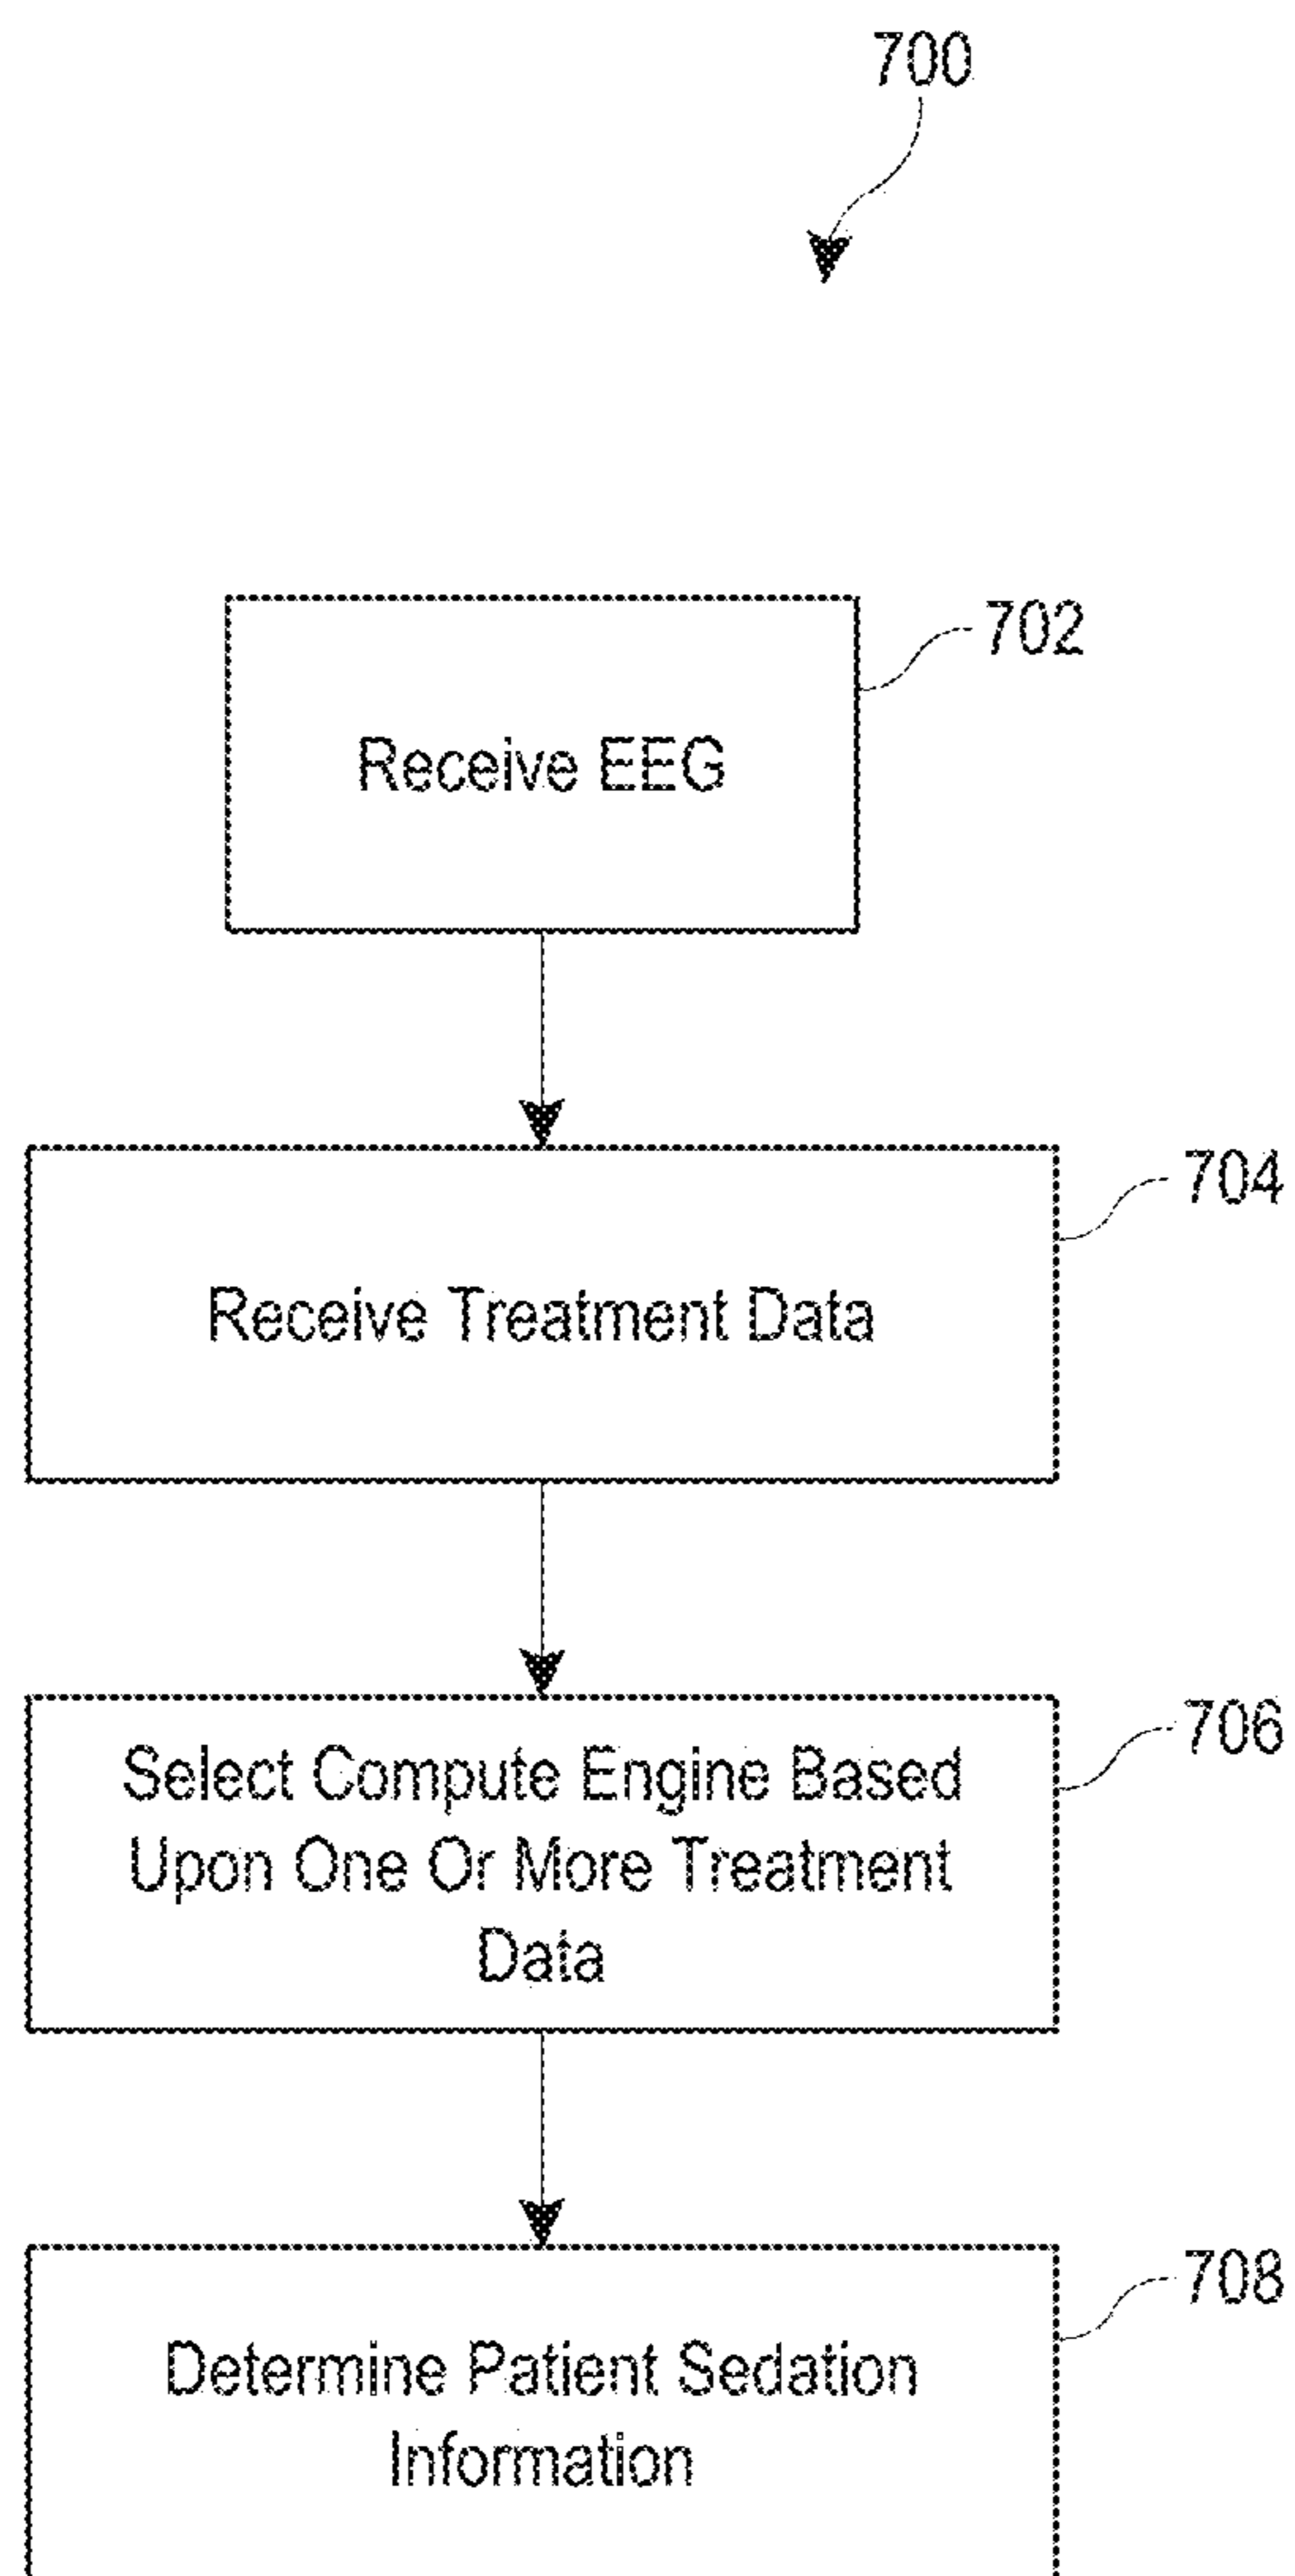 700
702
Receive EEG
704
Receive Treatment Data
706
Select Compute Engine Based
Upon One Or More Treatment
Data
708
Determine Patient Sedation
Information